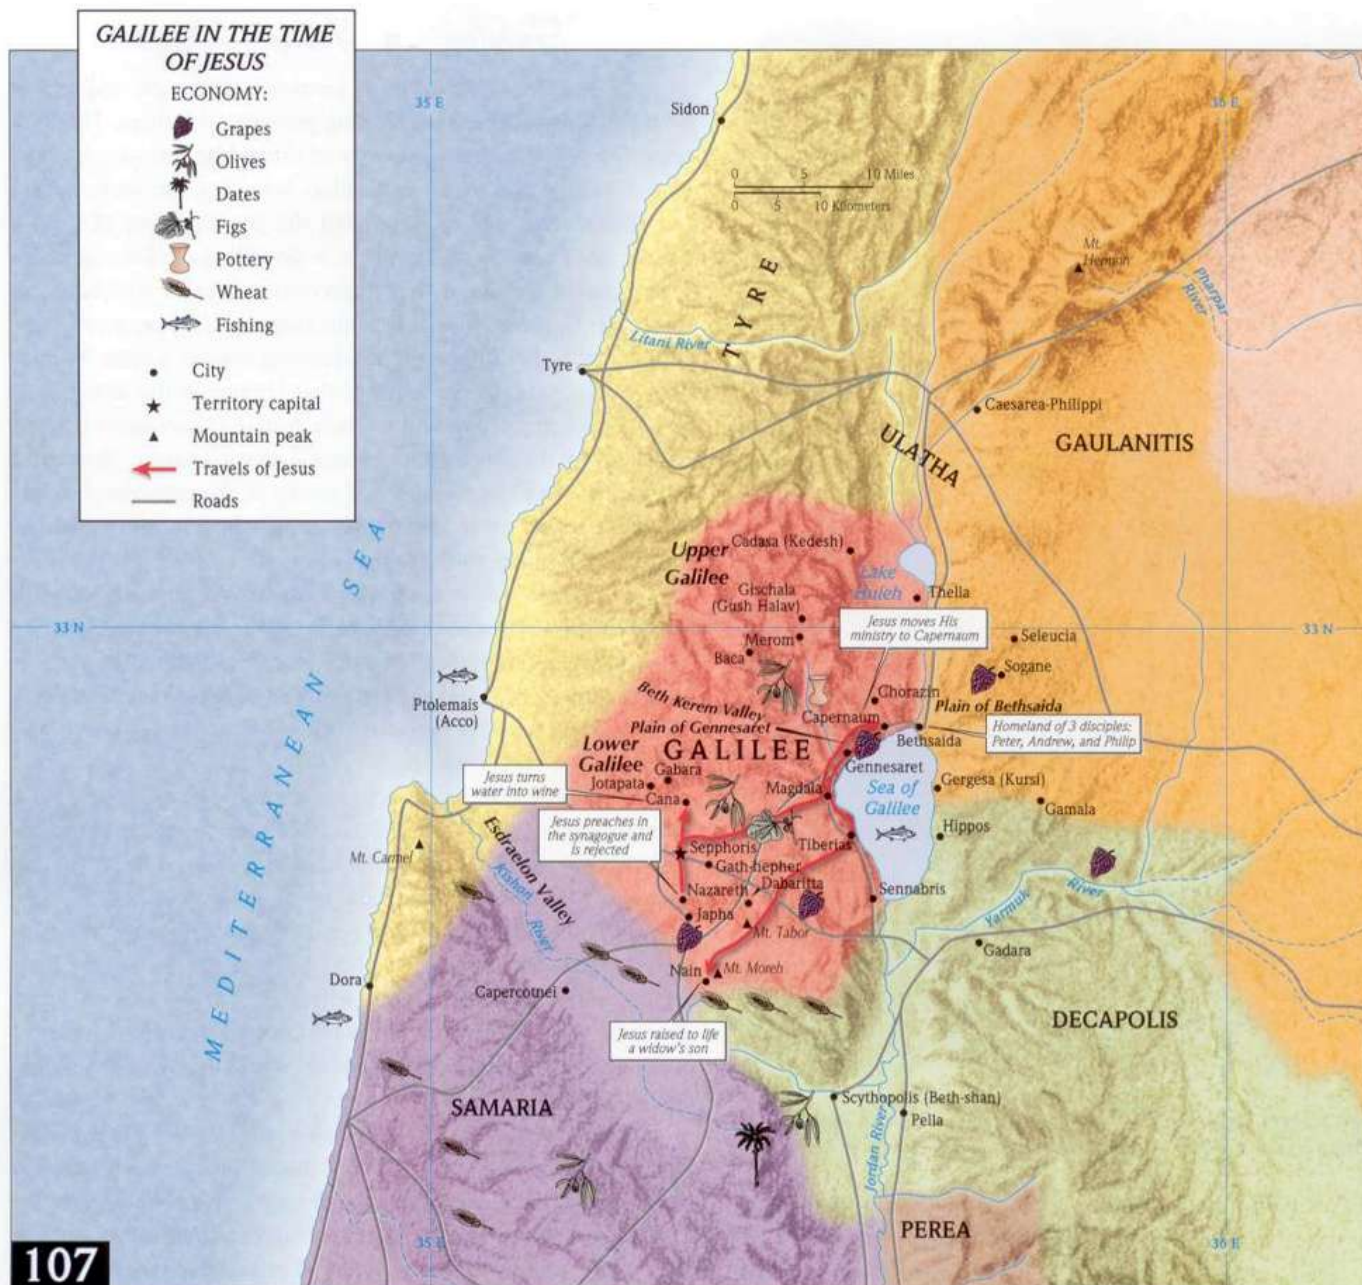 GALILEE IN THE TIME
OF JESUS
ECONOMY:
Grapes
Olives
Dates
Figs
Pottery
Wheat
Fishing
City
Territory capital
Mountain peak
Travels of Jesus
Roads
35 E
36 E
Sidon
0 5 10 Miles
0 5 10 Kilometers
Mt.
Hermon
Pharpar
River
TYRE
Litani River
Tyre
Caesarea-Philippi
ULATHA
GAULANITIS
MEDITERRANEAN SEA
Upper
Galilee
Cadasa (Kedesh)
Lake
Huleh
Gischala
(Gush Halav)
Thella
33 N
33 N
Jesus moves His
ministry to Capernaum
Merom
Baca
Seleucia
Sogane
Ptolemais
(Acco)
Beth Kerem Valley
Chorazin
Plain of Bethsaida
Plain of Gennesaret
Capernaum
Bethsaida
Homeland of 3 disciples:
Peter, Andrew, and Philip
Lower
Galilee
GALILEE
Gennesaret
Jesus turns
water into wine
Jotapata
Gabara
Cana
Magdala
Sea of
Galilee
Gergesa (Kursi)
Gamala
Jesus preaches in
the synagogue and
is rejected
Hippos
Mt. Carmel
Esdraelon Valley
Kishon
River
Sepphoris
Tiberias
Gath-hepher
Nazareth
Dabaritta
Sennabris
Yarmuk River
Japha
Mt. Tabor
Gadara
Nain
Mt. Moreh
Dora
Capercotnei
DECAPOLIS
Jesus raised to life
a widow's son
SAMARIA
Scythopolis (Beth-shan)
Pella
Jordan River
PEREA
35 E
36 E
107